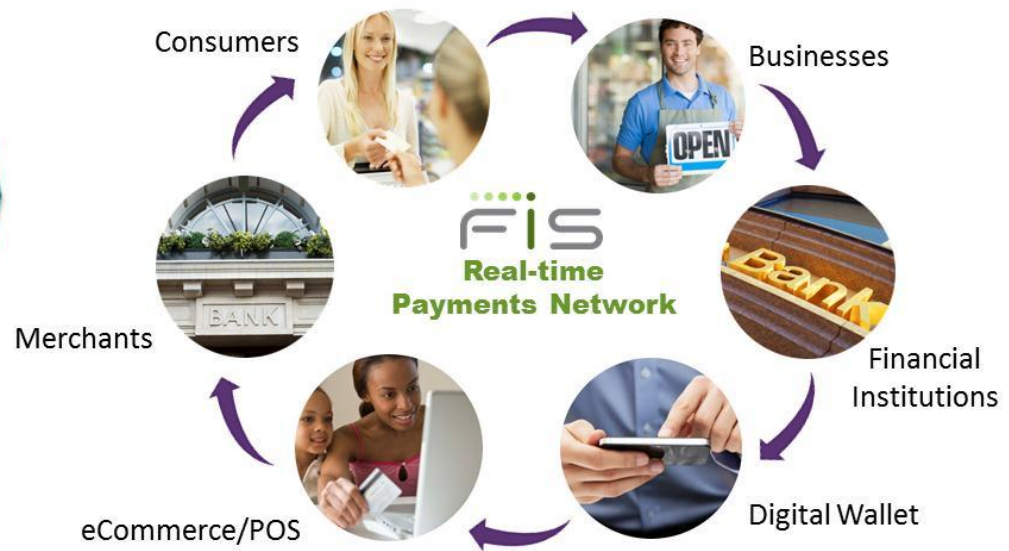 Consumers
Businesses
OPEN
FiS
Real-time
Payments Network
BANK
Bank
Merchants
Financial
Institutions
eCommerce/POS
Digital Wallet